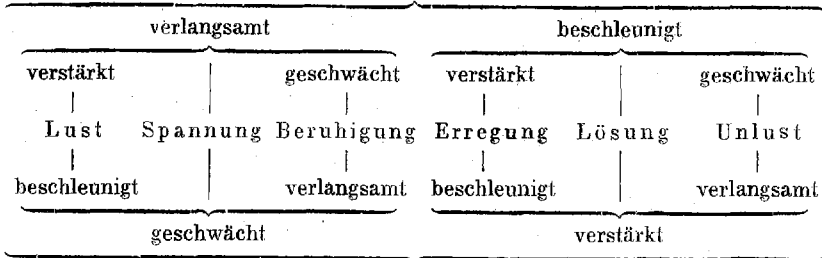 verlangsamt beschleunigt
verstärkt geschwächt verstärkt geschwächt
Lust Spannung Beruhigung Erregung Lösung Unlust
beschleunigt verlangsamt beschleunigt verlangsamt
geschwächt verstärkt